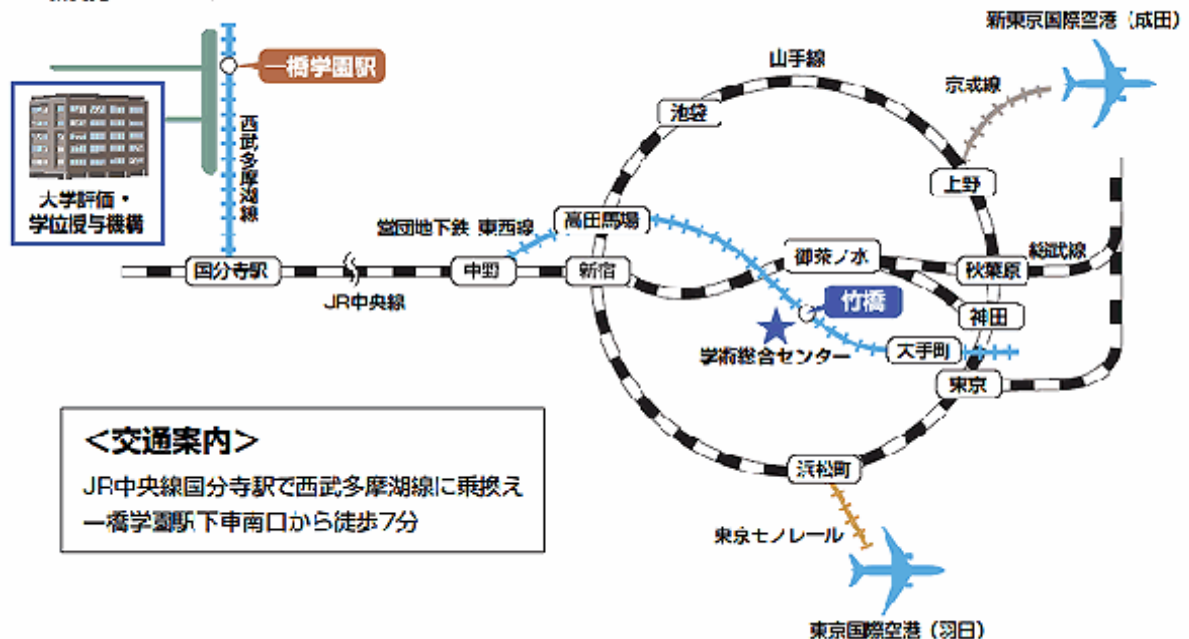 新東京国際空港（成田）
一橋学園駅
山手線
京成線
池袋
西武多摩湖線
大学評価・
学位授与機構
上野
営団地下鉄 東西線
高田馬場
御茶ノ水
総武線
国分寺駅
中野
新宿
秋葉原
JR中央線
竹橋
神田
学術総合センター
大手町
東京
＜交通案内＞
JR中央線国分寺駅で西武多摩湖線に乗換え
一橋学園駅下車南口から徒歩7分
浜松町
東京モノレール
東京国際空港（羽田）